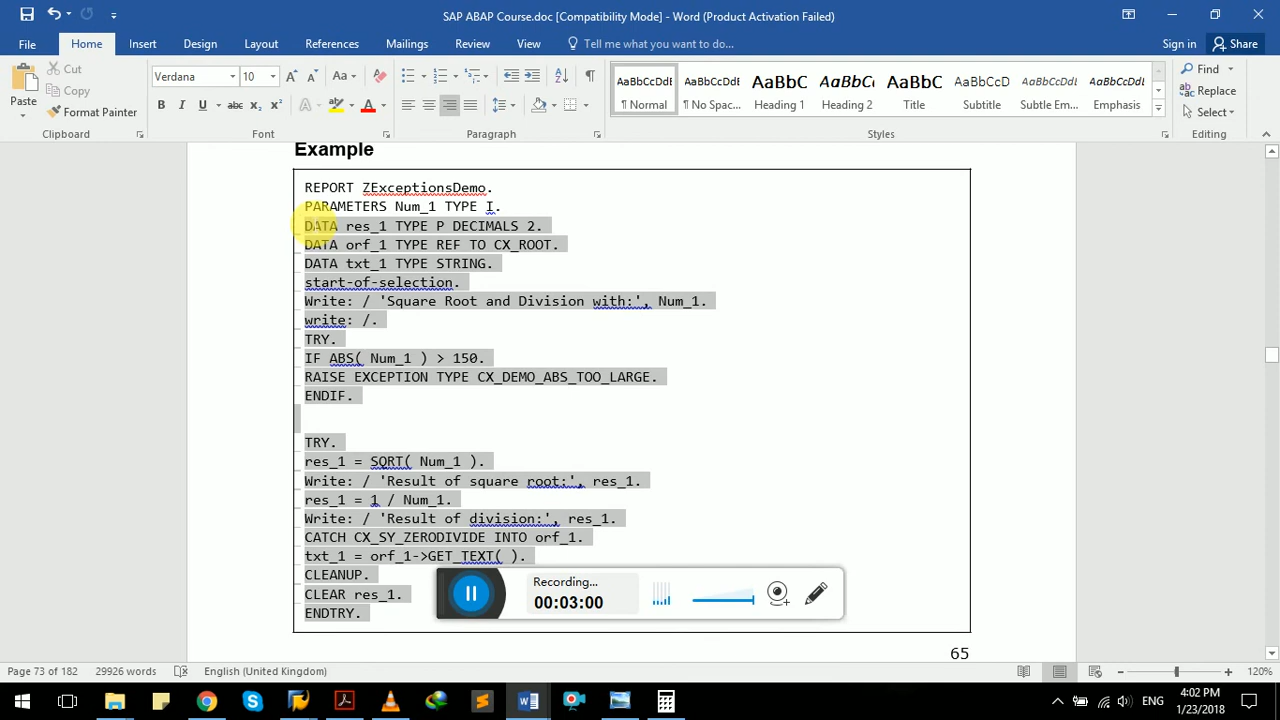 SAP ABAP Course.doc [Compatibility Mode] - Word (Product Activation Failed)
File Home Insert Design Layout References Mailings Review View Tell me what you want to do... Sign in Share
Paste Cut Copy Format Painter
Verdana 10 A A Aa
B I U abc x₂ x² A A
AaBbCcDdE AaBbCcDdE AaBbC AaBbCc AaBbC AaBbCcD AaBbCcDd AaBbCcDd
¶ Normal ¶ No Spac... Heading 1 Heading 2 Title Subtitle Subtle Em... Emphasis
Find Replace Select
Clipboard Font Paragraph Styles Editing
Example
REPORT ZExceptionsDemo.
PARAMETERS Num_1 TYPE I.
DATA res_1 TYPE P DECIMALS 2.
DATA orf_1 TYPE REF TO CX_ROOT.
DATA txt_1 TYPE STRING.
start-of-selection.
Write: / 'Square Root and Division with:', Num_1.
write: /.
TRY.
IF ABS( Num_1 ) > 150.
RAISE EXCEPTION TYPE CX_DEMO_ABS_TOO_LARGE.
ENDIF.
TRY.
res_1 = SQRT( Num_1 ).
Write: / 'Result of square root:', res_1.
res_1 = 1 / Num_1.
Write: / 'Result of division:', res_1.
CATCH CX_SY_ZERODIVIDE INTO orf_1.
txt_1 = orf_1->GET_TEXT( ).
CLEANUP.
CLEAR res_1.
ENDTRY.
Recording...
00:03:00
65
Page 73 of 182 29926 words English (United Kingdom) 120%
ENG 4:02 PM
1/23/2018